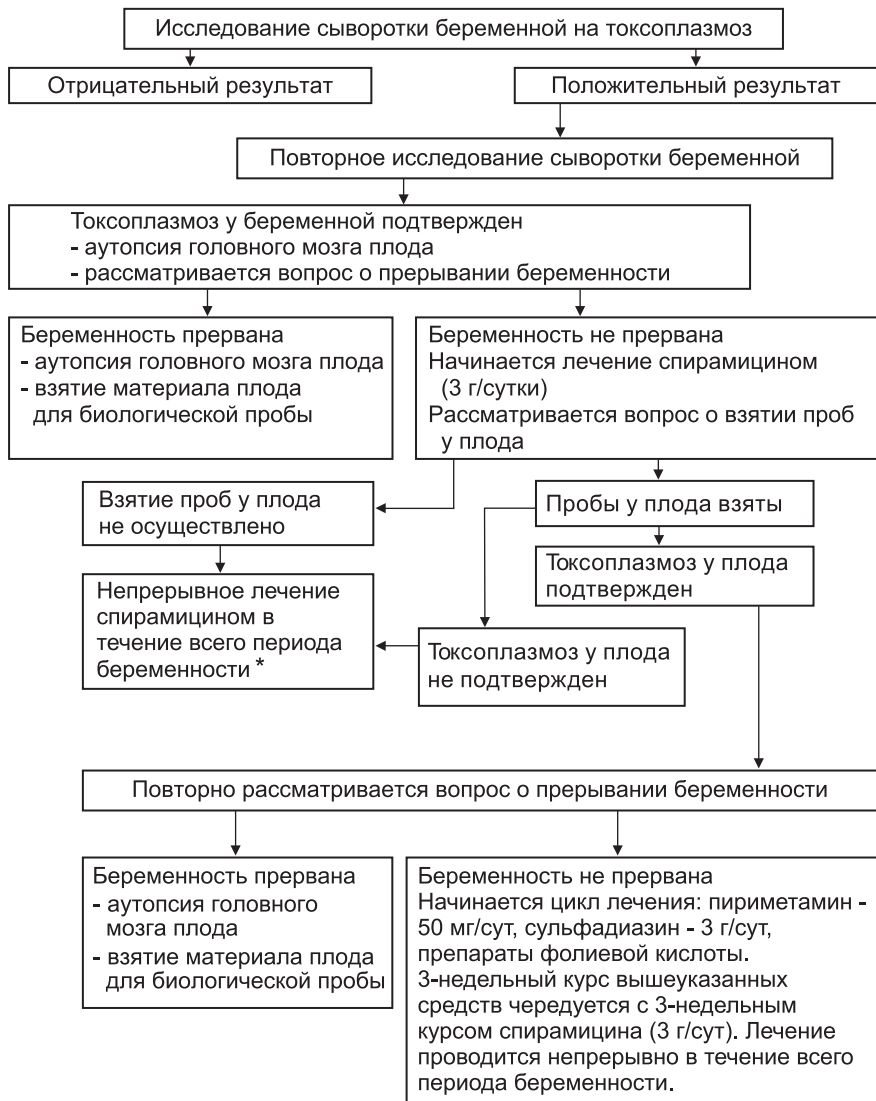 Исследование сыворотки беременной на токсоплазмоз
Отрицательный результат
Положительный результат
Повторное исследование сыворотки беременной
Токсоплазмоз у беременной подтвержден
- аутопсия головного мозга плода
- рассматривается вопрос о прерывании беременности
Беременность прервана
- аутопсия головного мозга плода
- взятие материала плода
для биологической пробы
Беременность не прервана
Начинается лечение спирамицином
(3 г/сутки)
Рассматривается вопрос о взятии проб
у плода
Взятие проб у плода
не осуществлено
Пробы у плода взяты
Токсоплазмоз у плода
подтвержден
Непрерывное лечение
спирамицином в
течение всего периода
беременности *
Токсоплазмоз у плода
не подтвержден
Повторно рассматривается вопрос о прерывании беременности
Беременность прервана
- аутопсия головного
мозга плода
- взятие материала плода
для биологической пробы
Беременность не прервана
Начинается цикл лечения: пириметамин -
50 мг/сут, сульфадиазин - 3 г/сут,
препараты фолиевой кислоты.
3-недельный курс вышеуказанных
средств чередуется с 3-недельным
курсом спирамицина (3 г/сут). Лечение
проводится непрерывно в течение всего
периода беременности.